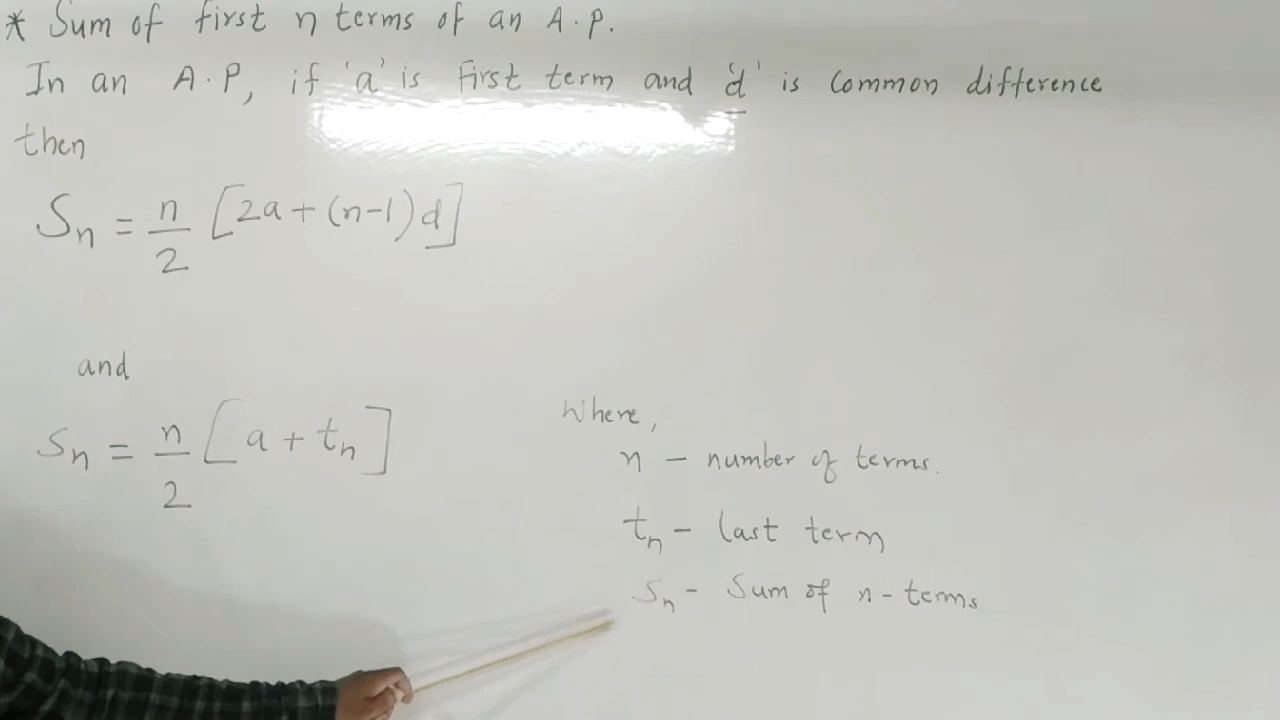 * Sum of first n terms of an A.P.
In an A.P, if 'a' is first term and 'd' is common difference
then
Sn = n/2 [2a + (n-1) d]
and
Sn = n/2 [a + tn]
Where,
n - number of terms.
tn - last term
Sn - Sum of n - terms